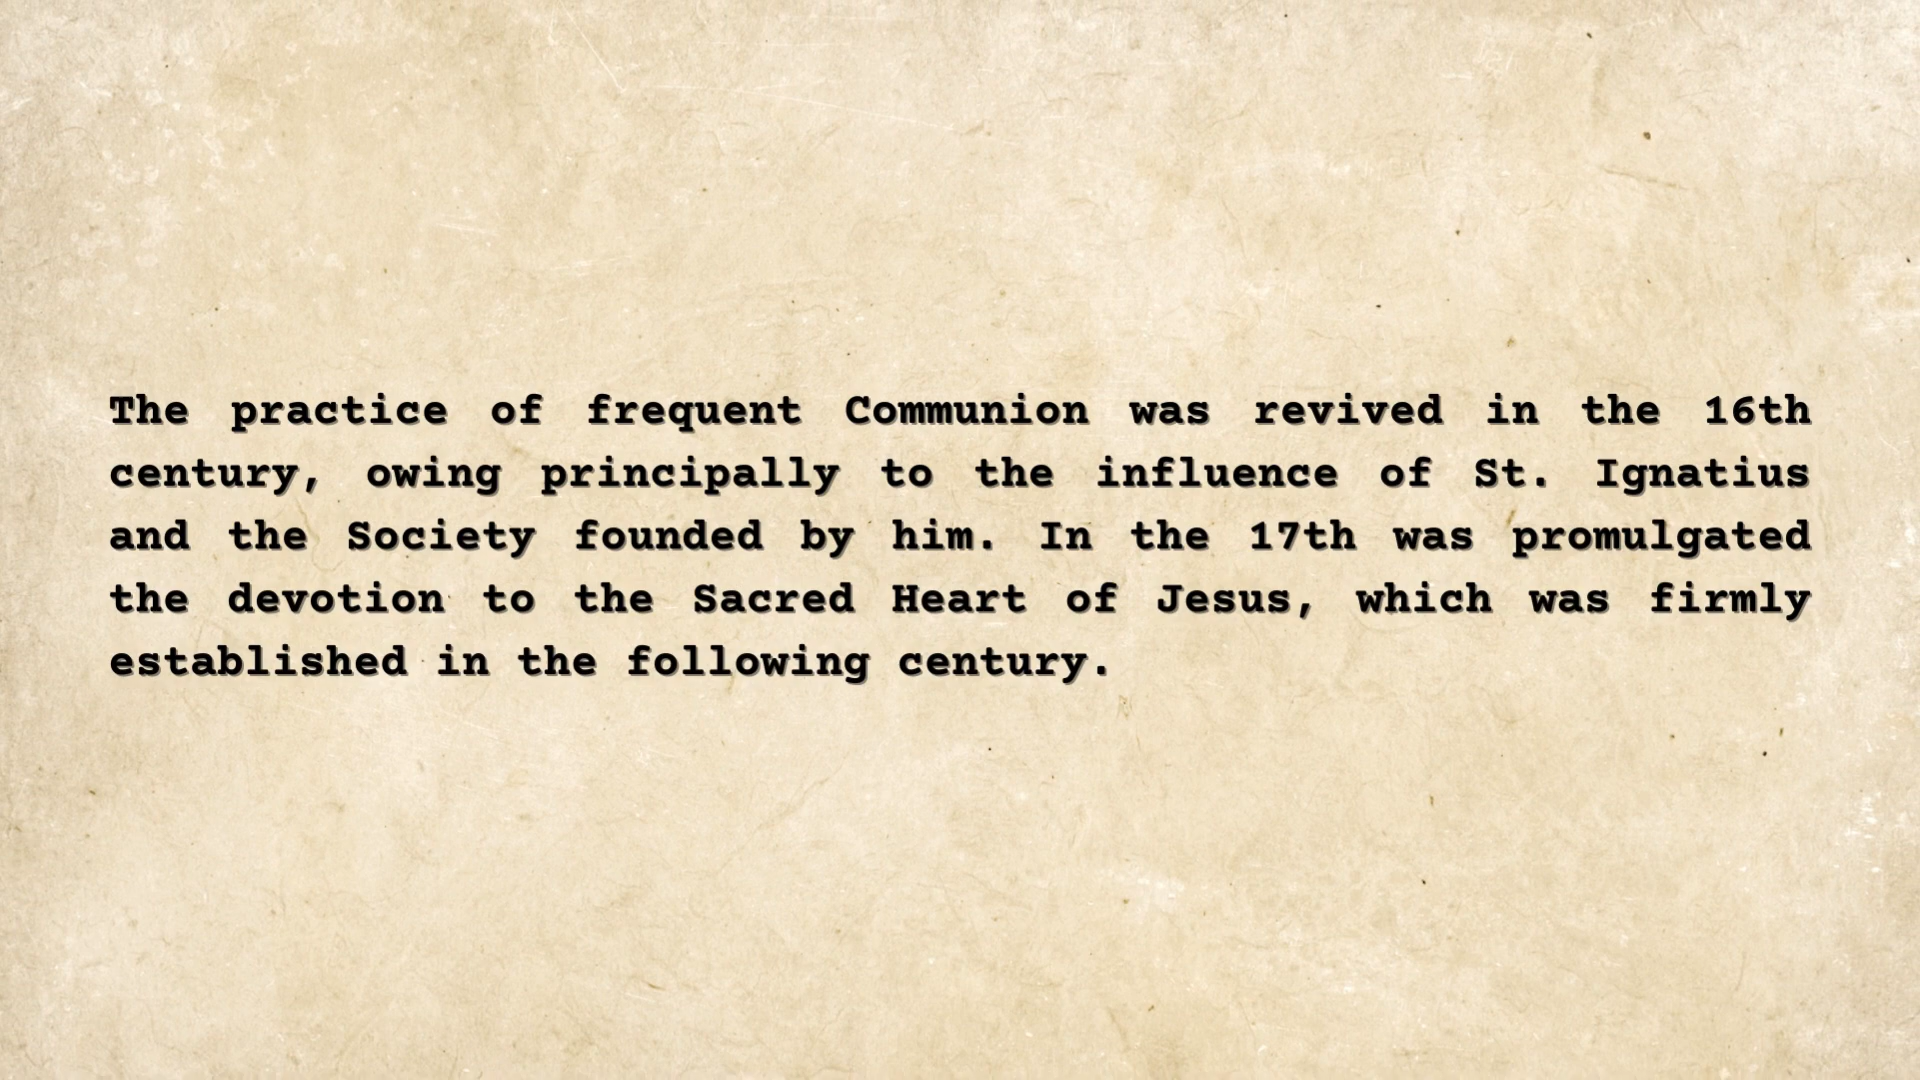 The practice of frequent Communion was revived in the 16th
century, owing principally to the influence of St. Ignatius
and the Society founded by him. In the 17th was promulgated
the devotion to the Sacred Heart of Jesus, which was firmly
established in the following century.